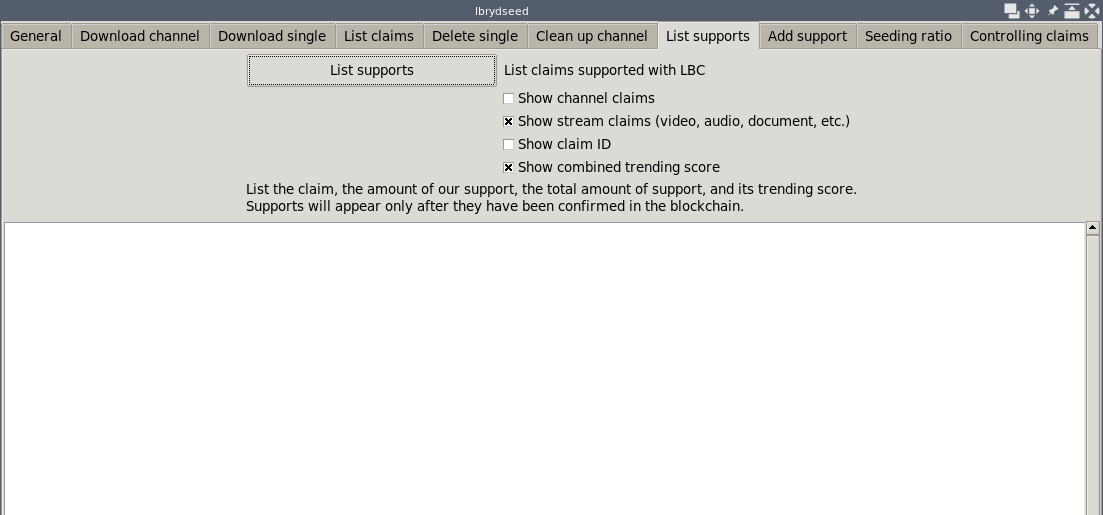 lbrydseed
General Download channel Download single List claims Delete single Clean up channel List supports Add support Seeding ratio Controlling claims
List supports List claims supported with LBC
Show channel claims
Show stream claims (video, audio, document, etc.)
Show claim ID
Show combined trending score
List the claim, the amount of our support, the total amount of support, and its trending score.
Supports will appear only after they have been confirmed in the blockchain.